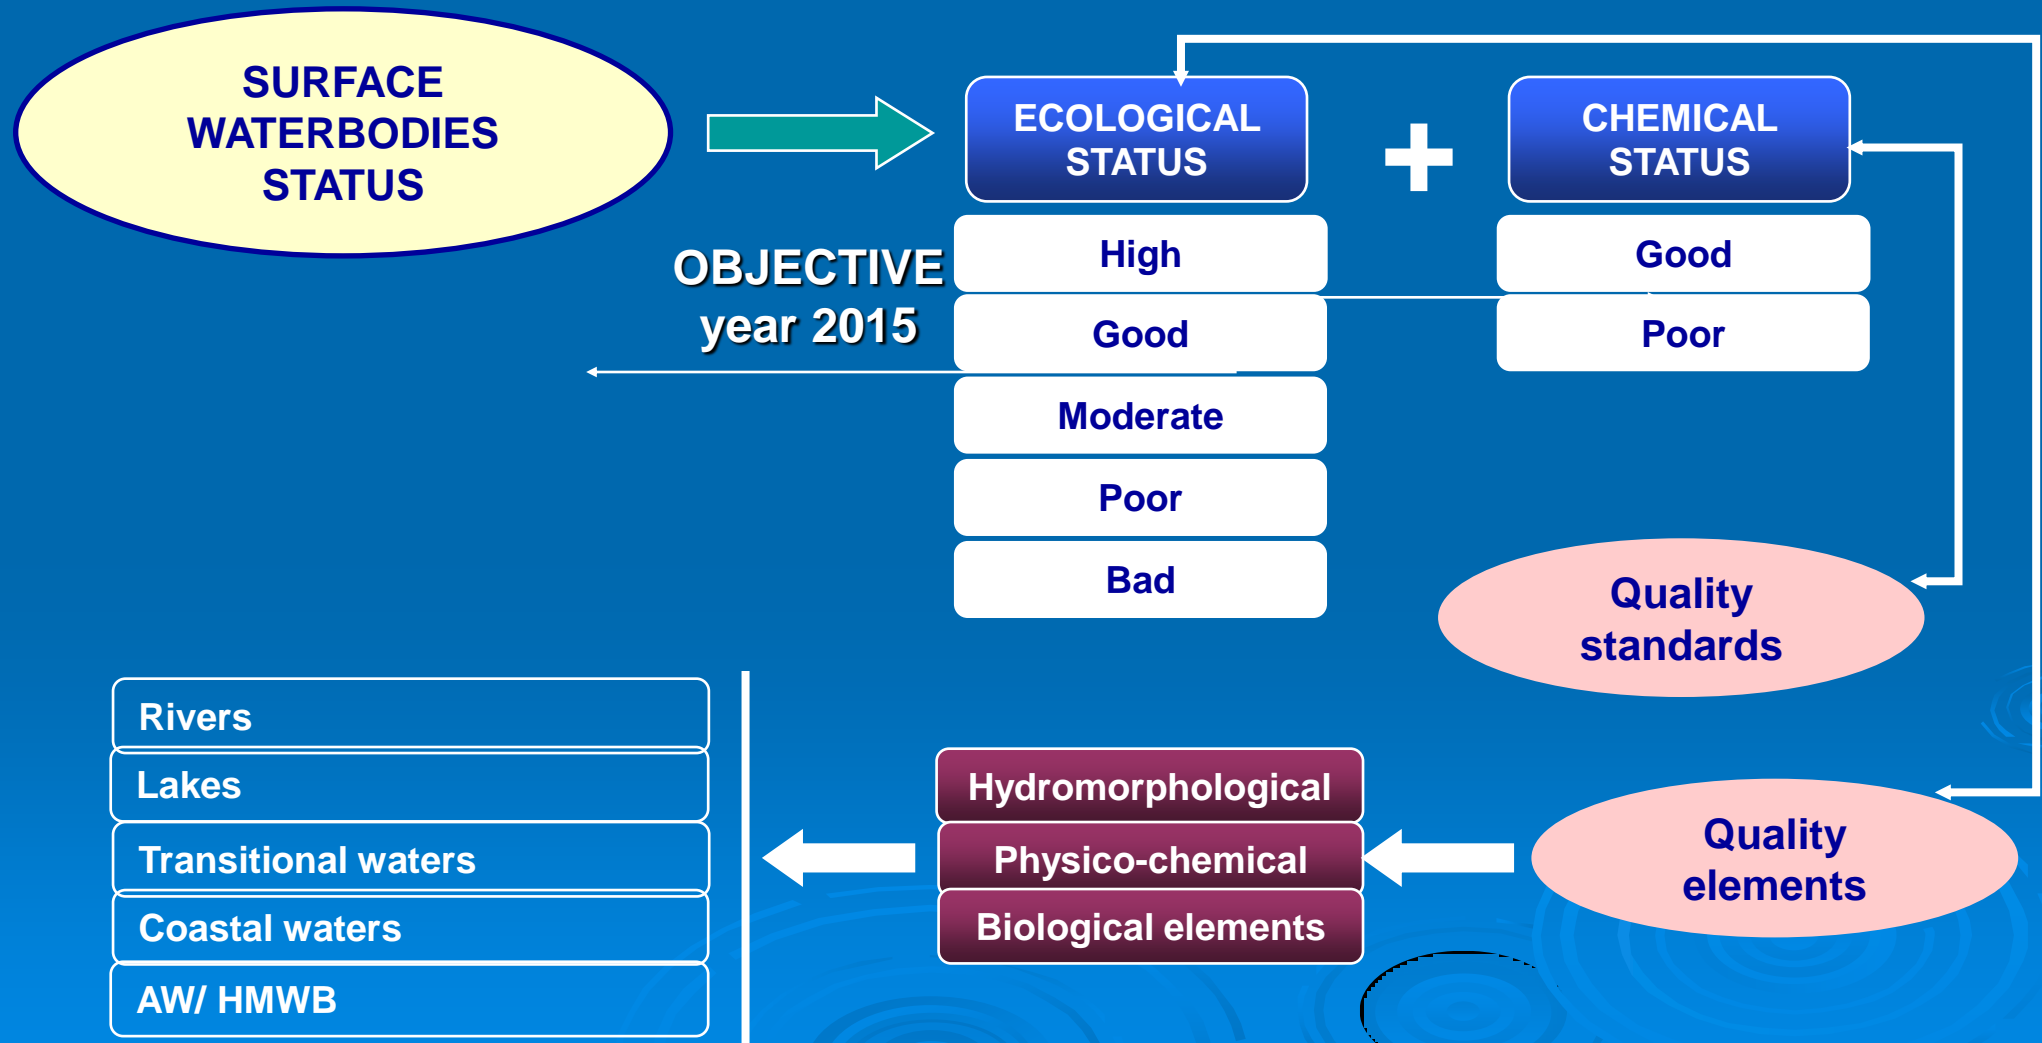 SURFACE
WATERBODIES
STATUS
ECOLOGICAL
STATUS
+
CHEMICAL
STATUS
OBJECTIVE
year 2015
High
Good
Moderate
Poor
Bad
Good
Poor
Quality
standards
Quality
elements
Hydromorphological
Physico-chemical
Biological elements
Rivers
Lakes
Transitional waters
Coastal waters
AW/ HMWB